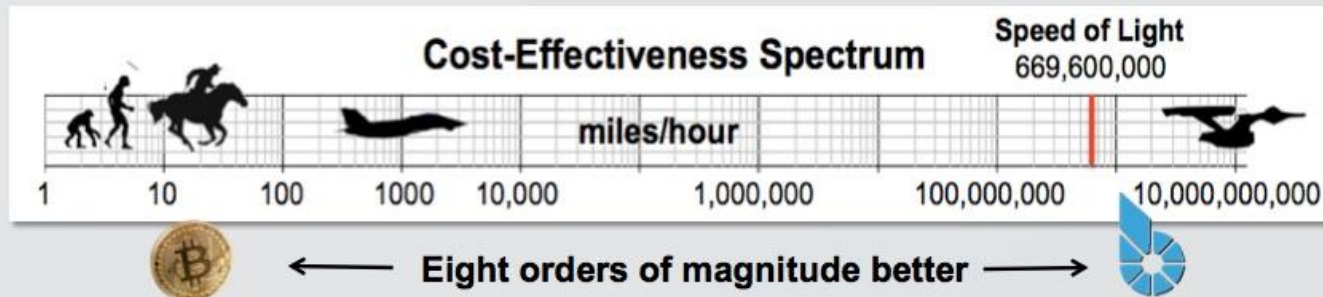 Cost-Effectiveness Spectrum
Speed of Light
669,600,000
miles/hour
1 10 100 1000 10,000 1,000,000 100,000,000 10,000,000,000
Eight orders of magnitude better